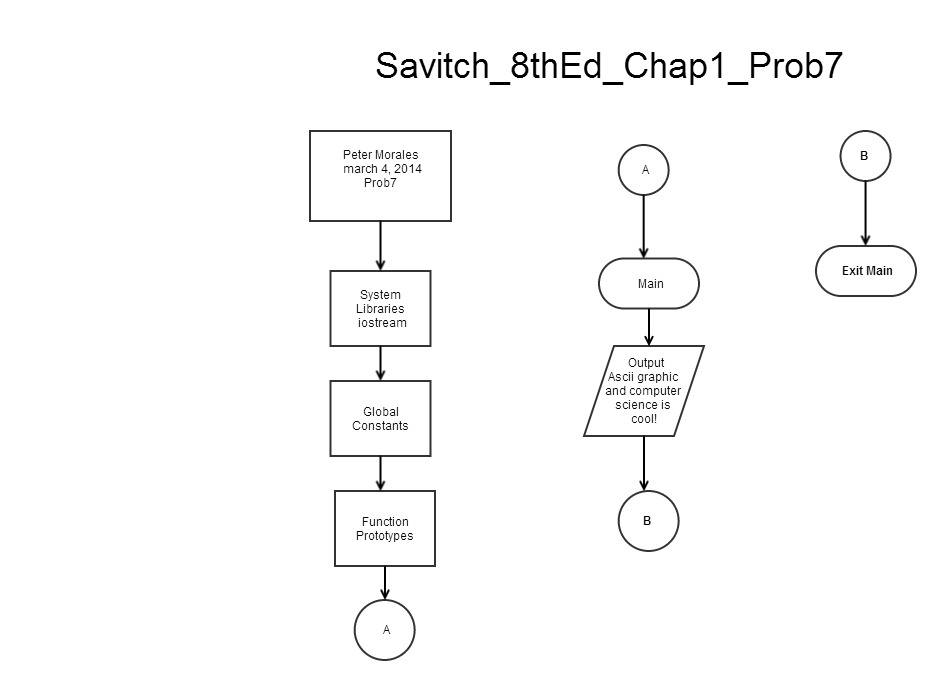 Savitch_8thEd_Chap1_Prob7
Peter Morales
march 4, 2014
Prob7
System
Libraries
iostream
Global
Constants
Function
Prototypes
A
A
Main
Output
Ascii graphic
and computer
science is
cool!
B
B
Exit Main